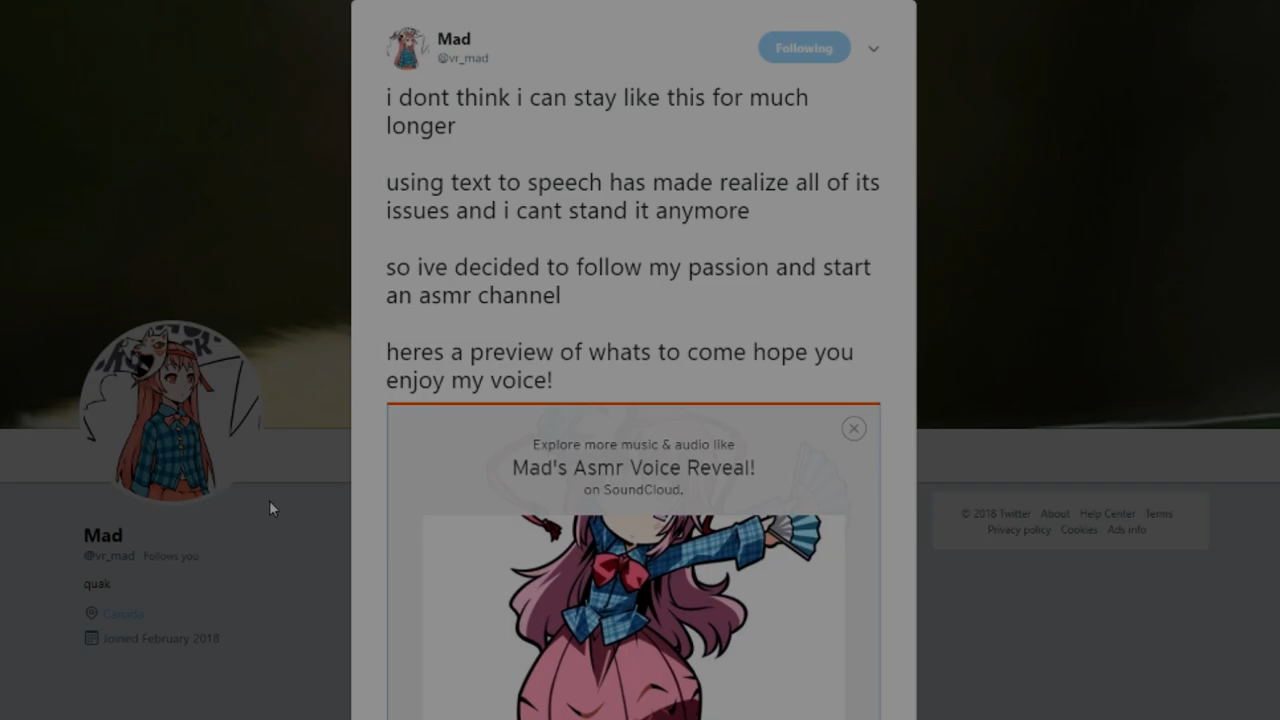 Mad
@vr_mad
Following
i dont think i can stay like this for much
longer
using text to speech has made realize all of its
issues and i cant stand it anymore
so ive decided to follow my passion and start
an asmr channel
heres a preview of whats to come hope you
enjoy my voice!
Explore more music & audio like
Mad's Asmr Voice Reveal!
on SoundCloud.
Mad
@vr_mad Follows you
quak
Canada
Joined February 2018
© 2018 Twitter About Help Center Terms
Privacy policy Cookies Ads info